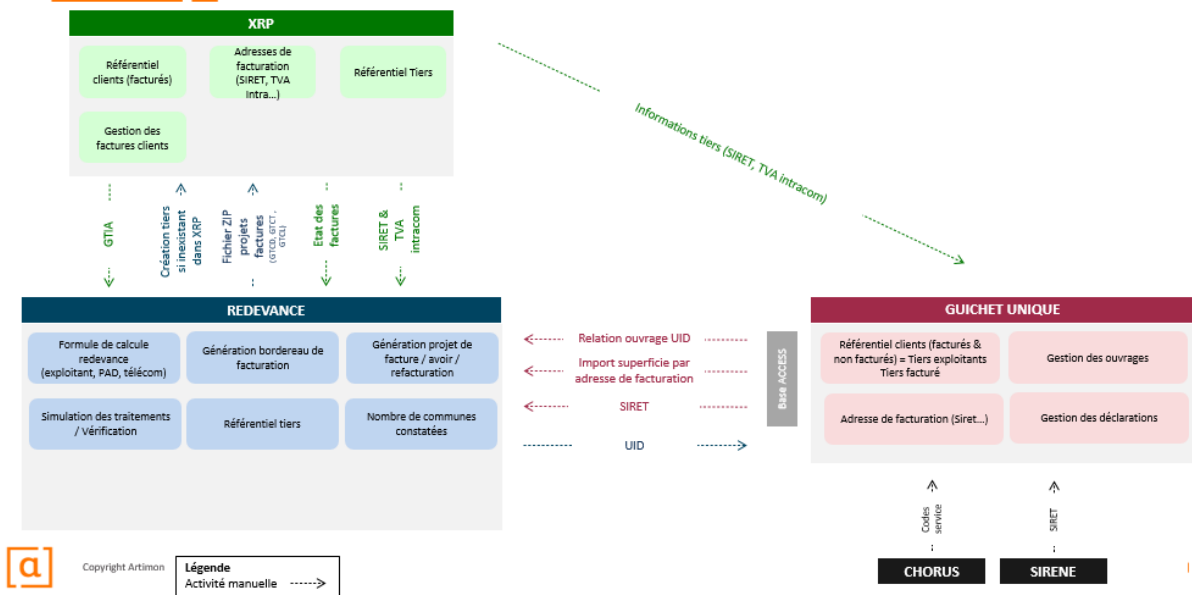 XRP
Référentiel
clients (facturés)
Adresses de
facturation
(SIRET, TVA
Intra...)
Référentiel Tiers
Gestion des
factures clients
Informations tiers (SIRET, TVA intracom)
GTIA
Création tiers
si inexistant
dans XRP
Fichier ZIP
projets
factures
(GTCD, GTCT,
GTCL)
Etat des
factures
SIRET &
TVA
intracom
REDEVANCE
Formule de calcule
redevance
(exploitant, PAD, télécom)
Génération bordereau de
facturation
Génération projet de
facture / avoir /
refacturation
Simulation des traitements
/ Vérification
Référentiel tiers
Nombre de communes
constatées
Relation ouvrage UID
Import superficie par
adresse de facturation
SIRET
UID
Base ACCESS
GUICHET UNIQUE
Référentiel clients (facturés &
non facturés) = Tiers exploitants
Tiers facturé
Gestion des ouvrages
Adresse de facturation (Siret...)
Gestion des déclarations
Codes
service
SIRET
CHORUS
SIRENE
a
Copyright Artimon
Légende
Activité manuelle